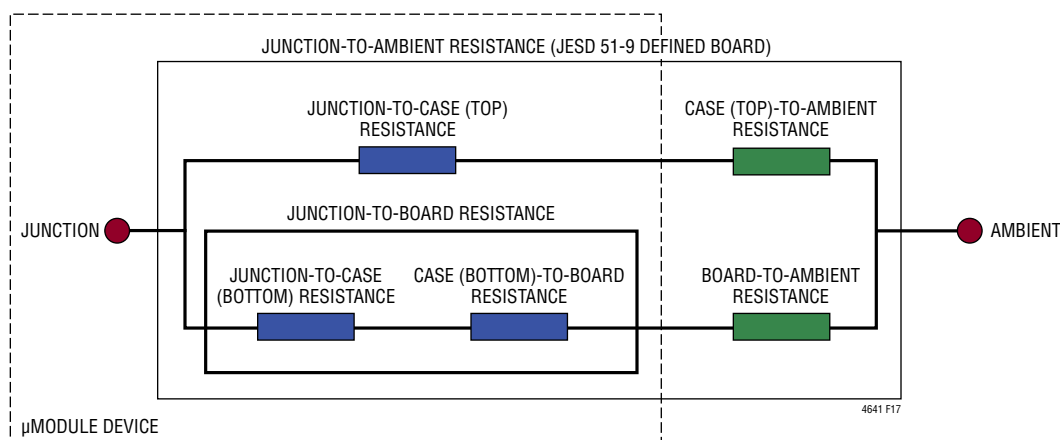 JUNCTION-TO-AMBIENT RESISTANCE (JESD 51-9 DEFINED BOARD)
JUNCTION-TO-CASE (TOP)
RESISTANCE
CASE (TOP)-TO-AMBIENT
RESISTANCE
JUNCTION-TO-BOARD RESISTANCE
JUNCTION
AMBIENT
JUNCTION-TO-CASE
(BOTTOM) RESISTANCE
CASE (BOTTOM)-TO-BOARD
RESISTANCE
BOARD-TO-AMBIENT
RESISTANCE
4641 F17
µMODULE DEVICE